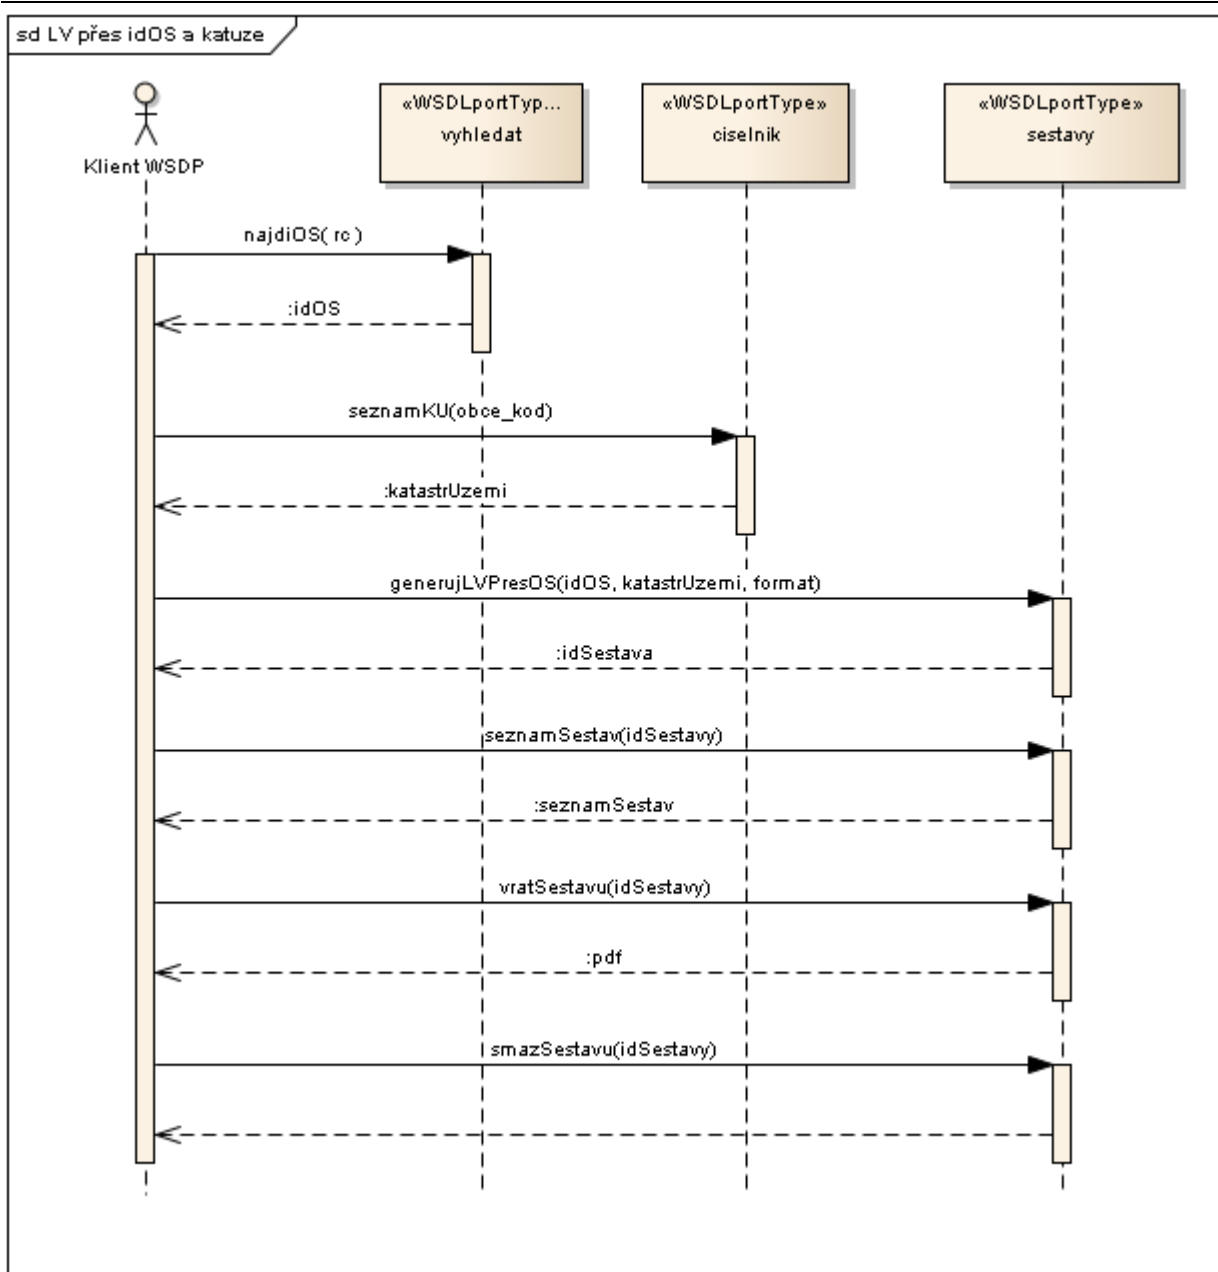 sd LV přes idOS a katuze
«WSDLportTyp...
vyhledat
«WSDLportType»
ciselnik
«WSDLportType»
sestavy
Klient WSDP
najdiOS( rc )
:idOS
seznamKU(obce_kod)
:katastrUzemi
generujLVPresOS(idOS, katastrUzemi, format)
:idSestava
seznamSestav(idSestavy)
:seznamSestav
vratSestavu(idSestavy)
:pdf
smazSestavu(idSestavy)